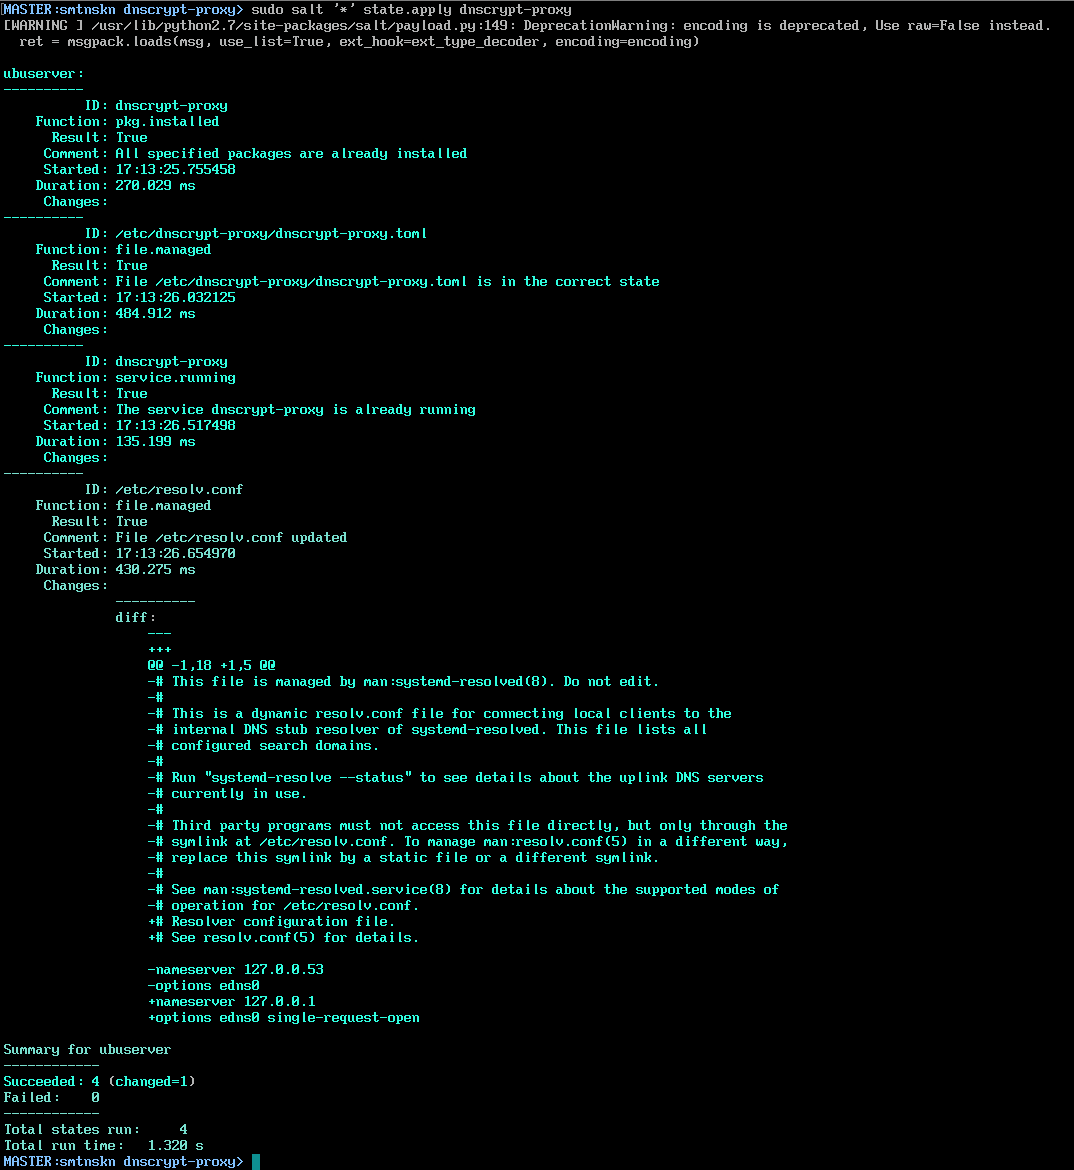 [MASTER:smtnskn dnscrypt-proxy> sudo salt '*' state.apply dnscrypt-proxy
[WARNING ] /usr/lib/python2.7/site-packages/salt/payload.py:149: DeprecationWarning: encoding is deprecated, Use raw=False instead.
  ret = msgpack.loads(msg, use_list=True, ext_hook=ext_type_decoder, encoding=encoding)

ubuserver:
----------
          ID: dnscrypt-proxy
    Function: pkg.installed
      Result: True
     Comment: All specified packages are already installed
     Started: 17:13:25.755458
    Duration: 270.029 ms
     Changes:
----------
          ID: /etc/dnscrypt-proxy/dnscrypt-proxy.toml
    Function: file.managed
      Result: True
     Comment: File /etc/dnscrypt-proxy/dnscrypt-proxy.toml is in the correct state
     Started: 17:13:26.032125
    Duration: 484.912 ms
     Changes:
----------
          ID: dnscrypt-proxy
    Function: service.running
      Result: True
     Comment: The service dnscrypt-proxy is already running
     Started: 17:13:26.517498
    Duration: 135.199 ms
     Changes:
----------
          ID: /etc/resolv.conf
    Function: file.managed
      Result: True
     Comment: File /etc/resolv.conf updated
     Started: 17:13:26.654970
    Duration: 430.275 ms
     Changes:
              ----------
              diff:
                  ---
                  +++
                  @@ -1,18 +1,5 @@
                  -# This file is managed by man:systemd-resolved(8). Do not edit.
                  -#
                  -# This is a dynamic resolv.conf file for connecting local clients to the
                  -# internal DNS stub resolver of systemd-resolved. This file lists all
                  -# configured search domains.
                  -#
                  -# Run "systemd-resolve --status" to see details about the uplink DNS servers
                  -# currently in use.
                  -#
                  -# Third party programs must not access this file directly, but only through the
                  -# symlink at /etc/resolv.conf. To manage man:resolv.conf(5) in a different way,
                  -# replace this symlink by a static file or a different symlink.
                  -#
                  -# See man:systemd-resolved.service(8) for details about the supported modes of
                  -# operation for /etc/resolv.conf.
                  +# Resolver configuration file.
                  +# See resolv.conf(5) for details.

                  -nameserver 127.0.0.53
                  -options edns0
                  +nameserver 127.0.0.1
                  +options edns0 single-request-open

Summary for ubuserver
------------
Succeeded: 4 (changed=1)
Failed:    0
------------
Total states run:     4
Total run time:   1.320 s
MASTER:smtnskn dnscrypt-proxy>